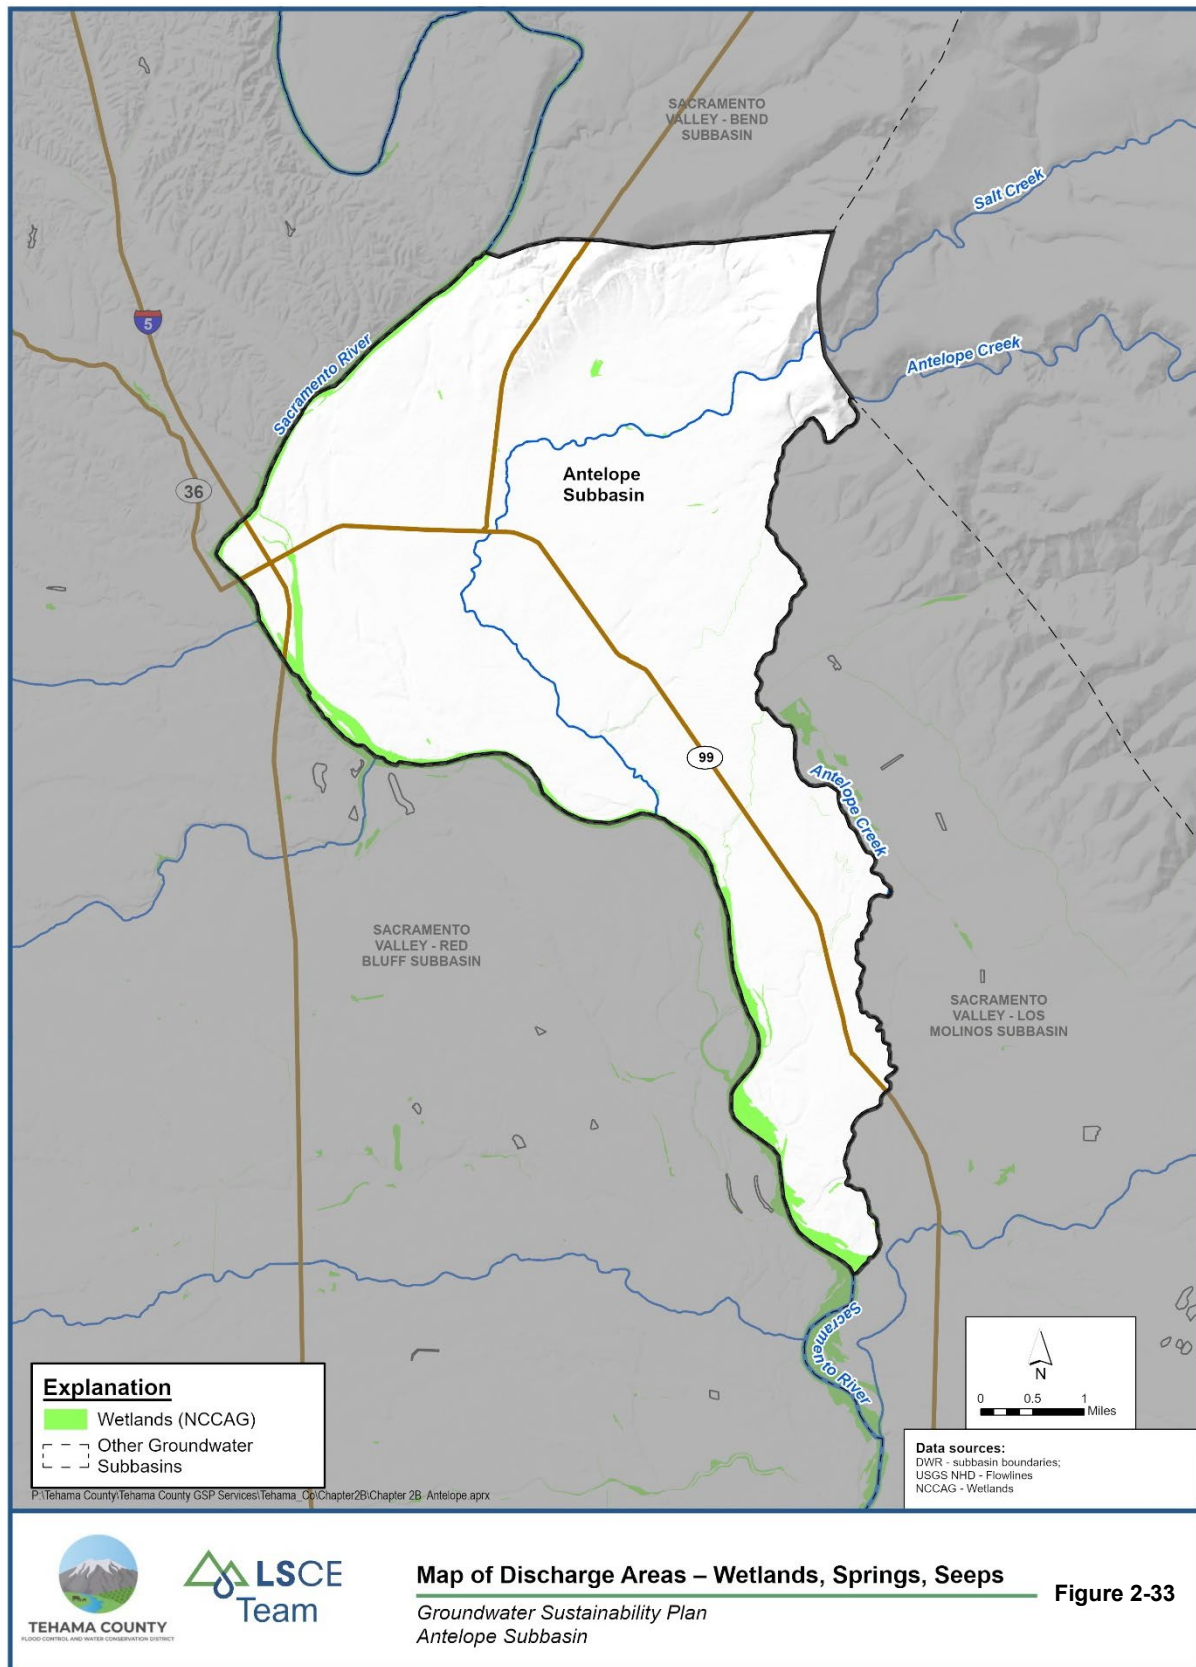 SACRAMENTO
VALLEY - BEND
SUBBASIN
Salt Creek
5
Sacramento River
Antelope Creek
36
Antelope
Subbasin
99
Antelope Creek
SACRAMENTO
VALLEY - RED
BLUFF SUBBASIN
SACRAMENTO
VALLEY - LOS
MOLINOS SUBBASIN
Sacramento River
N
0 0.5 1
Miles
Explanation
Wetlands (NCCAG)
Other Groundwater
Subbasins
Data sources:
DWR - subbasin boundaries;
USGS NHD - Flowlines
NCCAG - Wetlands
P:\Tehama County\Tehama County GSP Services\Tehama_Co\Chapter2B\Chapter 2B_Antelope.aprx
TEHAMA COUNTY
FLOOD CONTROL AND WATER CONSERVATION DISTRICT
LSCE
Team
Map of Discharge Areas – Wetlands, Springs, Seeps
Groundwater Sustainability Plan
Antelope Subbasin
Figure 2-33